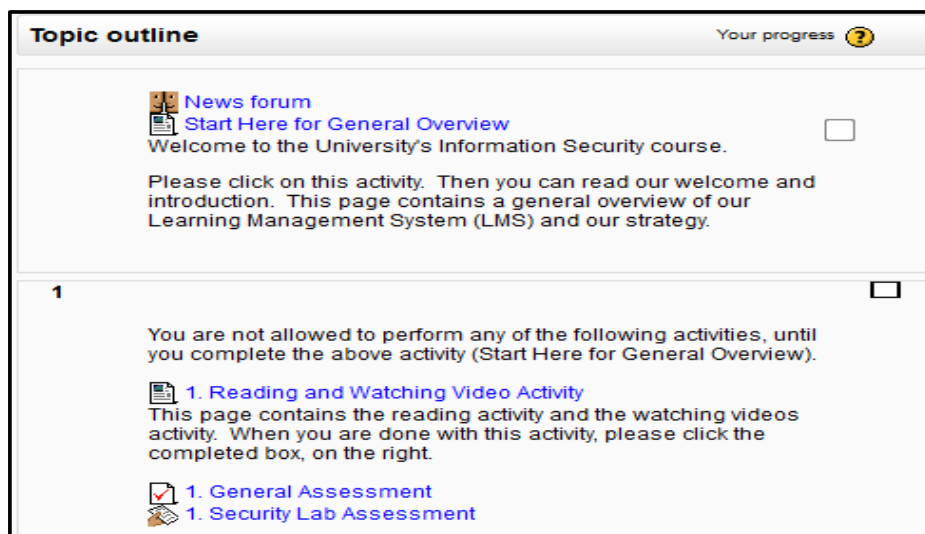 Topic outline
Your progress ?
News forum
Start Here for General Overview
Welcome to the University's Information Security course.
Please click on this activity. Then you can read our welcome and
introduction. This page contains a general overview of our
Learning Management System (LMS) and our strategy.
1
You are not allowed to perform any of the following activities, until
you complete the above activity (Start Here for General Overview).
1. Reading and Watching Video Activity
This page contains the reading activity and the watching videos
activity. When you are done with this activity, please click the
completed box, on the right.
1. General Assessment
1. Security Lab Assessment